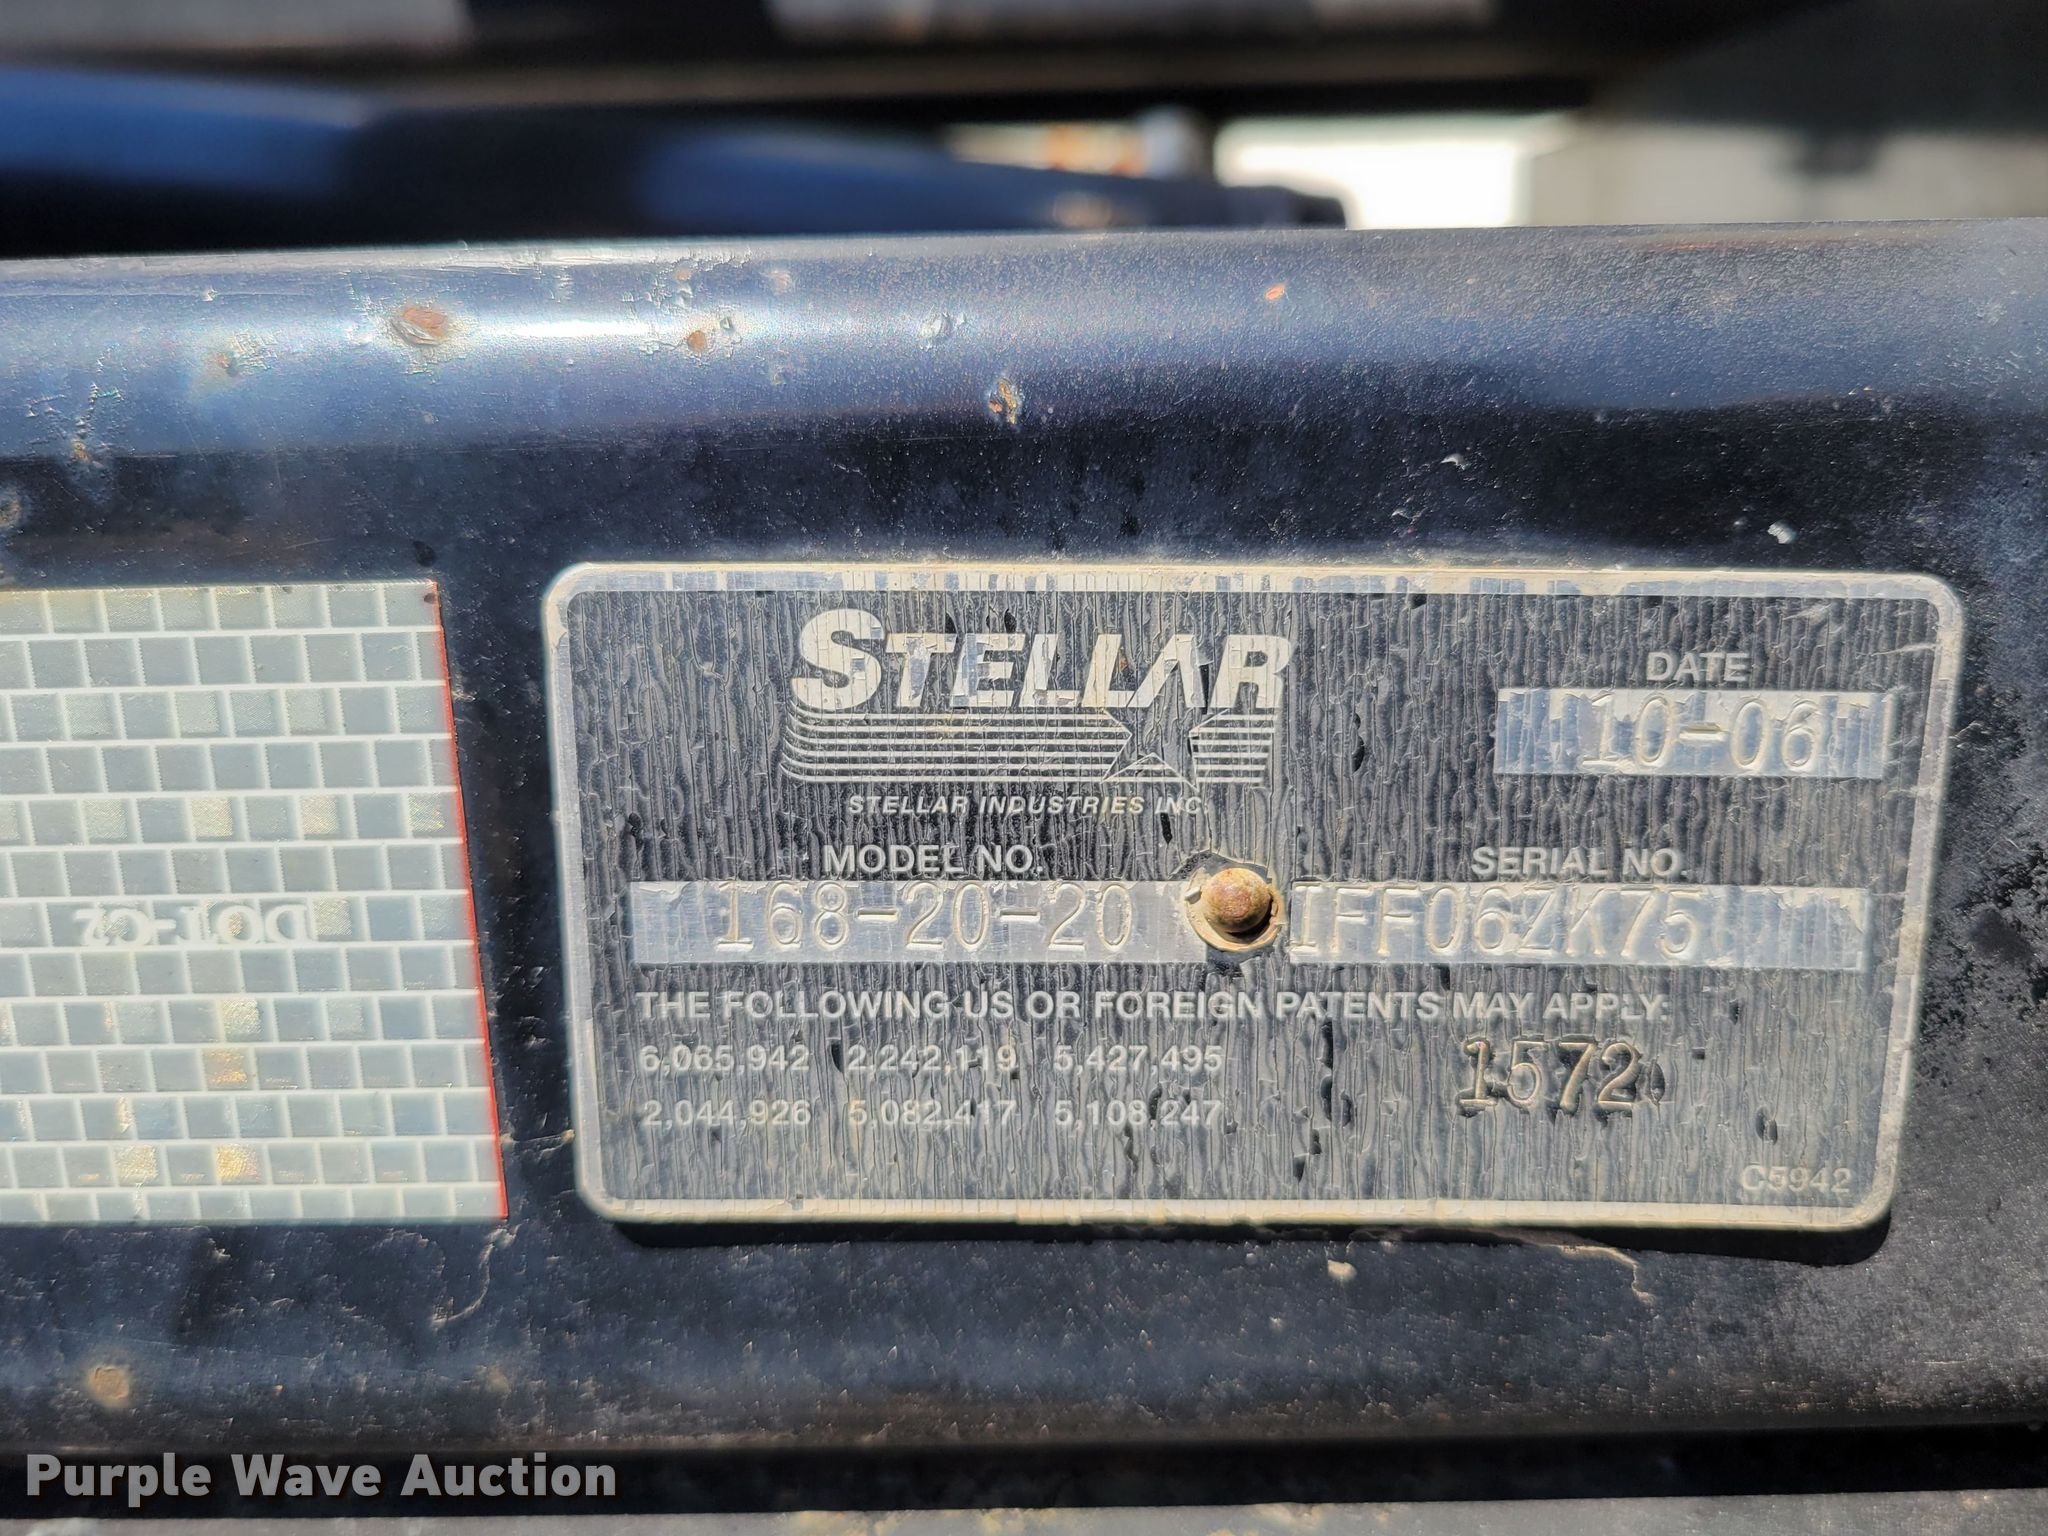 STELLAR
STELLAR INDUSTRIES INC.
DATE
10-06
MODEL NO.
168-20-20
SERIAL NO.
IFF06ZK75
THE FOLLOWING US OR FOREIGN PATENTS MAY APPLY:
6,065,942 2,242,119 5,427,495
2,044,926 5,082,417 5,108,247
1572
C5942
DOT-C2
Purple Wave Auction